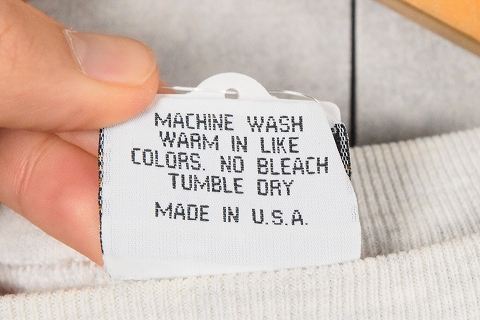 MACHINE WASH
WARM IN LIKE
COLORS. NO BLEACH
TUMBLE DRY
MADE IN U.S.A.